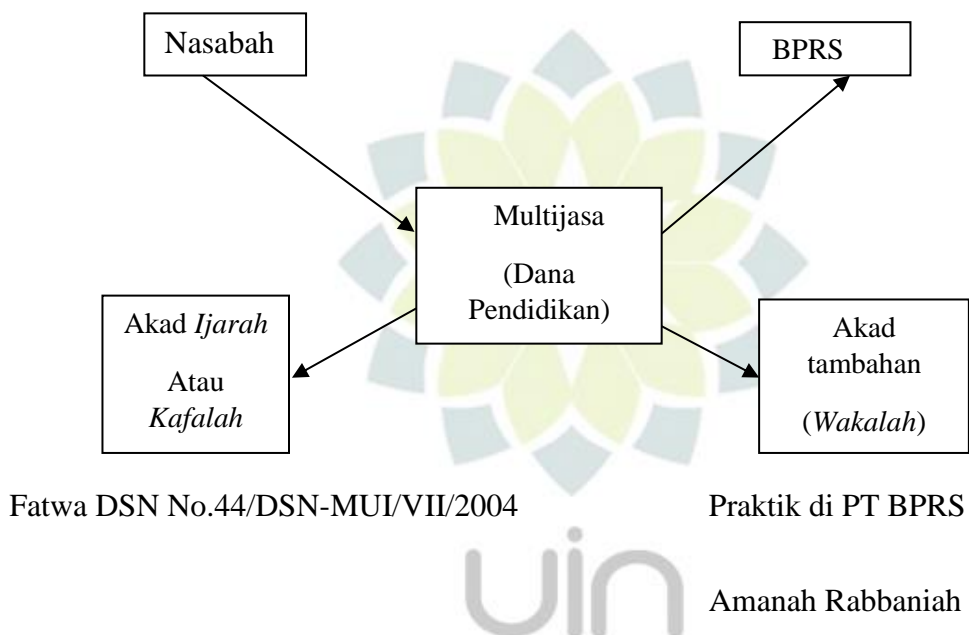 Nasabah
BPRS
Multijasa
(Dana
Pendidikan)
Akad Ijarah
Atau
Kafalah
Akad
tambahan
(Wakalah)
Fatwa DSN No.44/DSN-MUI/VII/2004
Praktik di PT BPRS
uin
Amanah Rabbaniah